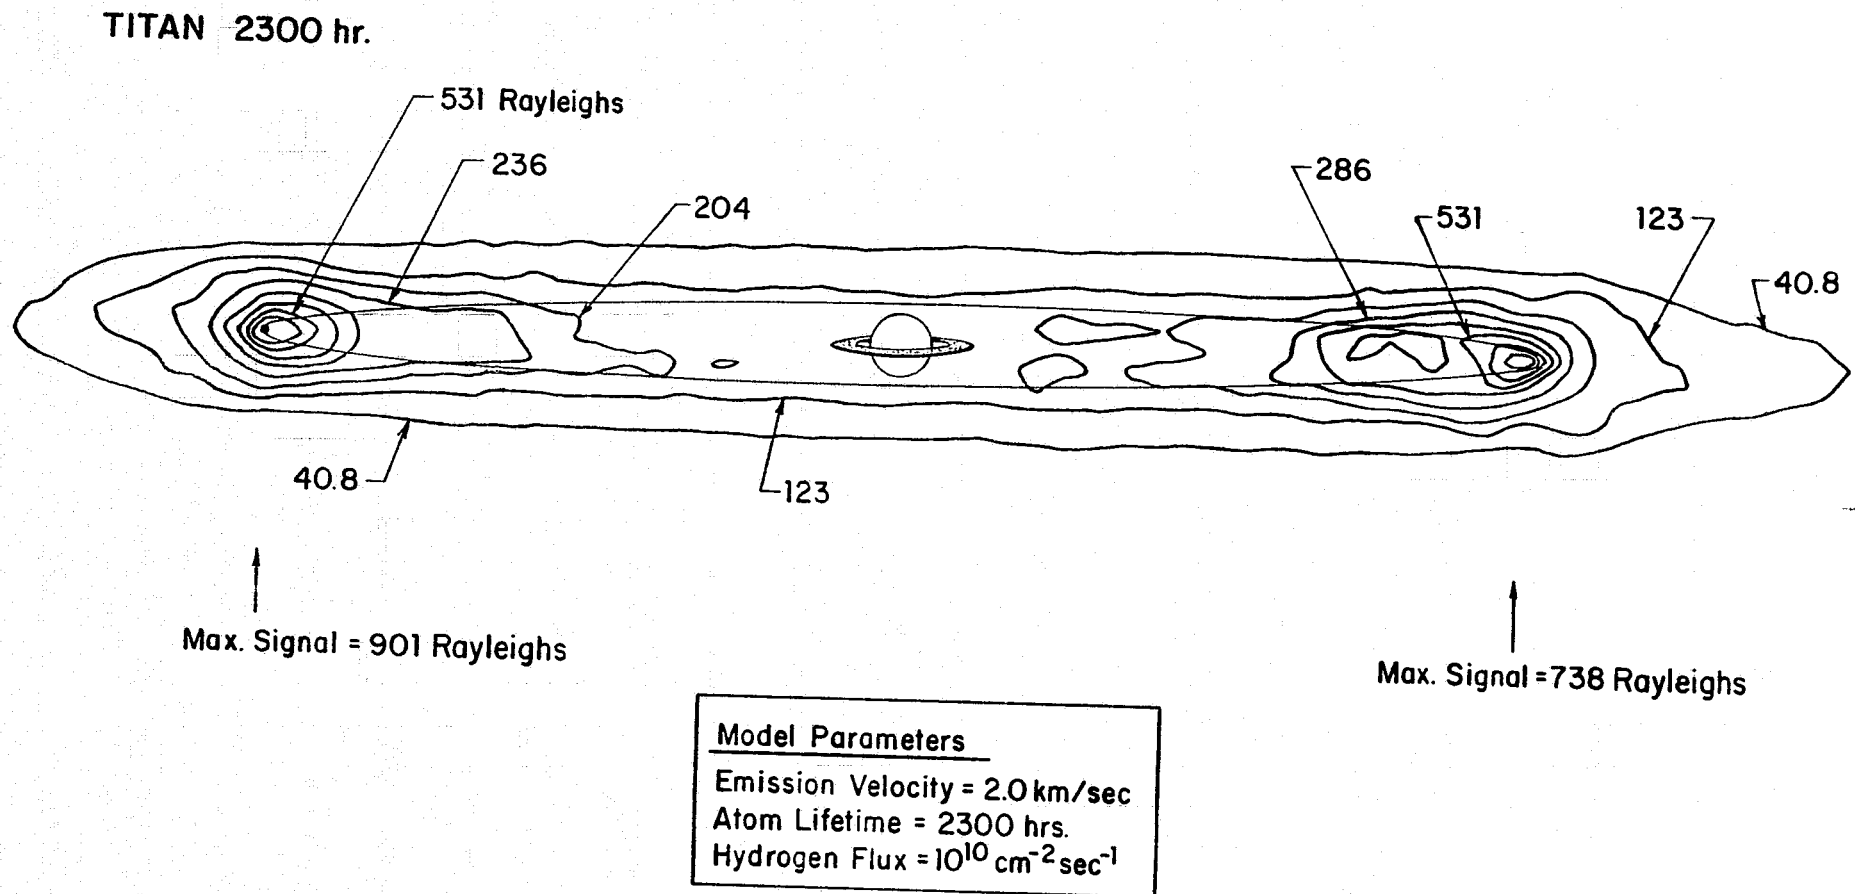 TITAN 2300 hr.
531 Rayleighs
236
204
286
531
123
40.8
40.8
123
Max. Signal = 901 Rayleighs
Max. Signal = 738 Rayleighs
Model Parameters
Emission Velocity = 2.0 km/sec
Atom Lifetime = 2300 hrs.
Hydrogen Flux = 10¹⁰ cm⁻² sec⁻¹